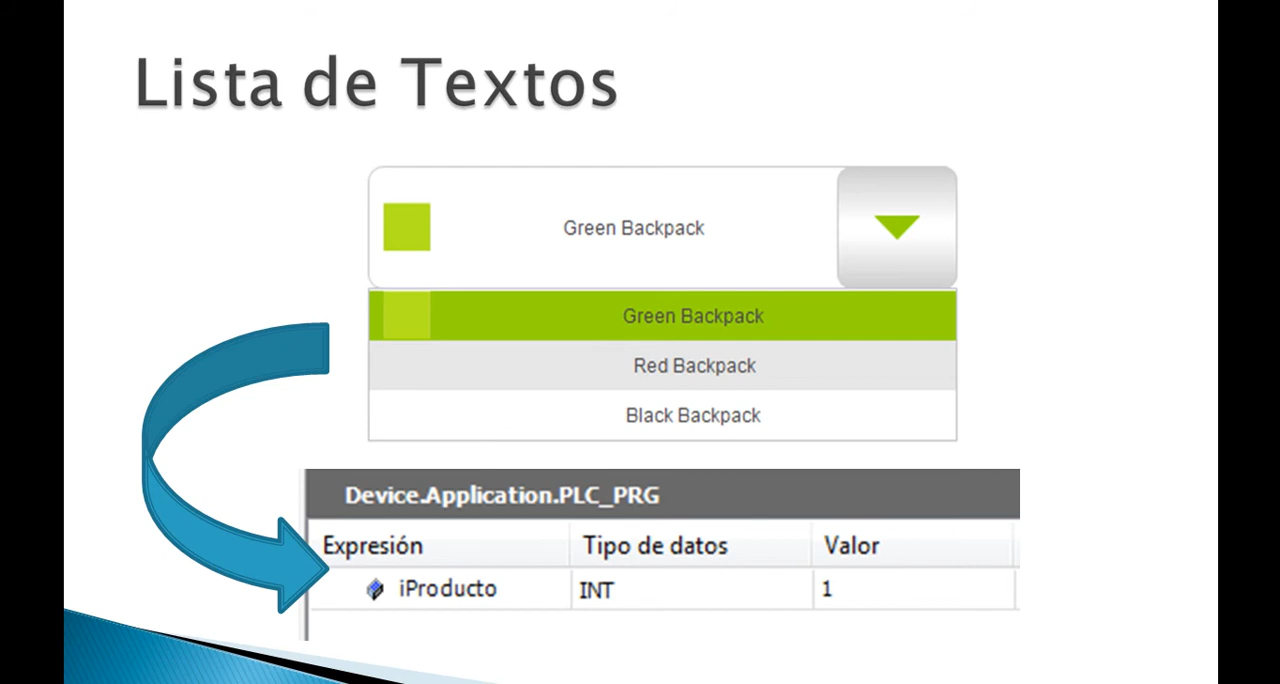 Lista de Textos
Green Backpack
Green Backpack
Red Backpack
Black Backpack
Device.Application.PLC_PRG
Expresión Tipo de datos Valor
iProducto INT 1